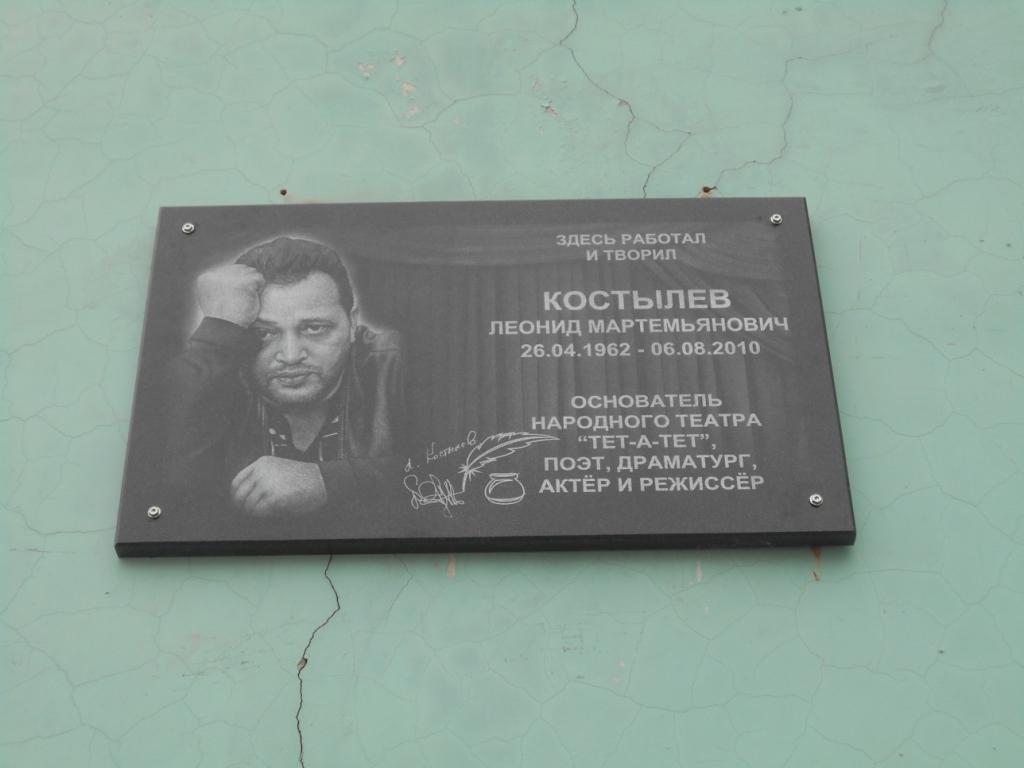 ЗДЕСЬ РАБОТАЛ
И ТВОРИЛ
КОСТЫЛЕВ
ЛЕОНИД МАРТЕМЬЯНОВИЧ
26.04.1962 - 06.08.2010
ОСНОВАТЕЛЬ
НАРОДНОГО ТЕАТРА
“ТЕТ-А-ТЕТ”,
ПОЭТ, ДРАМАТУРГ,
АКТЁР И РЕЖИССЁР
Л. Костылев